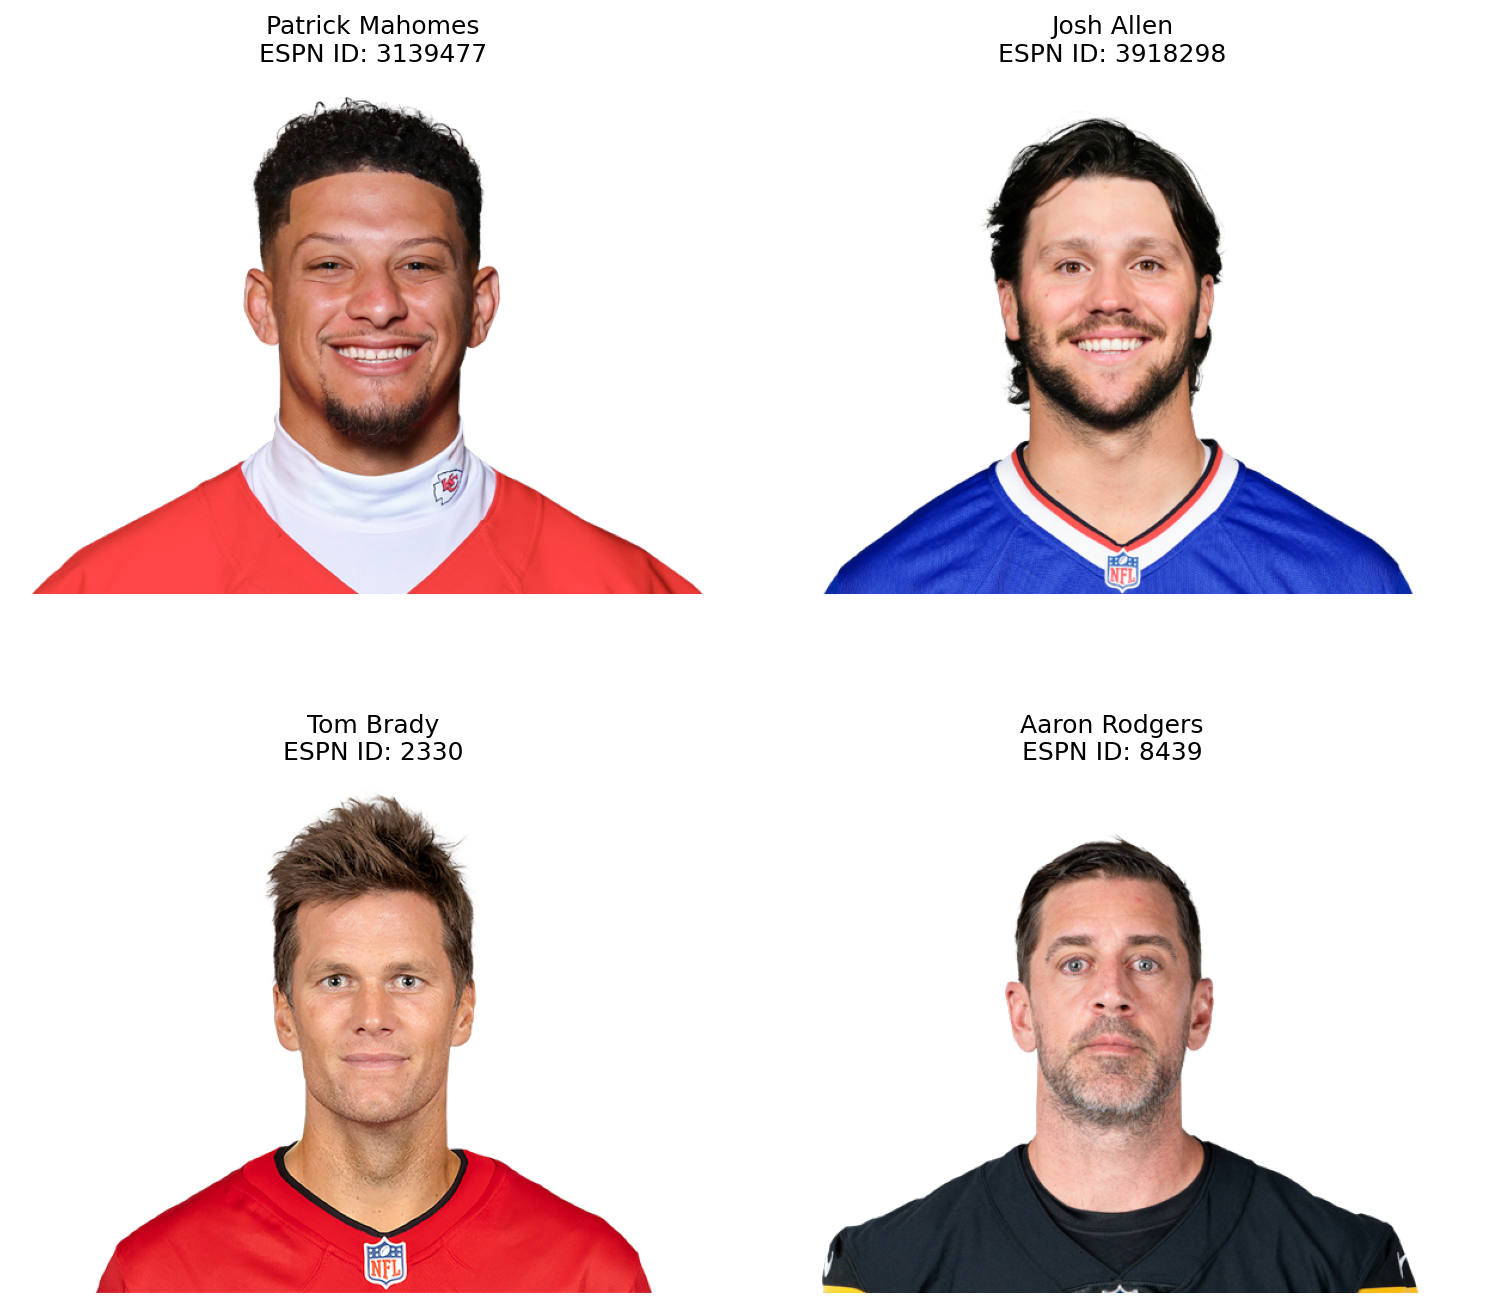 Patrick Mahomes
ESPN ID: 3139477
Josh Allen
ESPN ID: 3918298
KC
NFL
Tom Brady
ESPN ID: 2330
Aaron Rodgers
ESPN ID: 8439
NFL